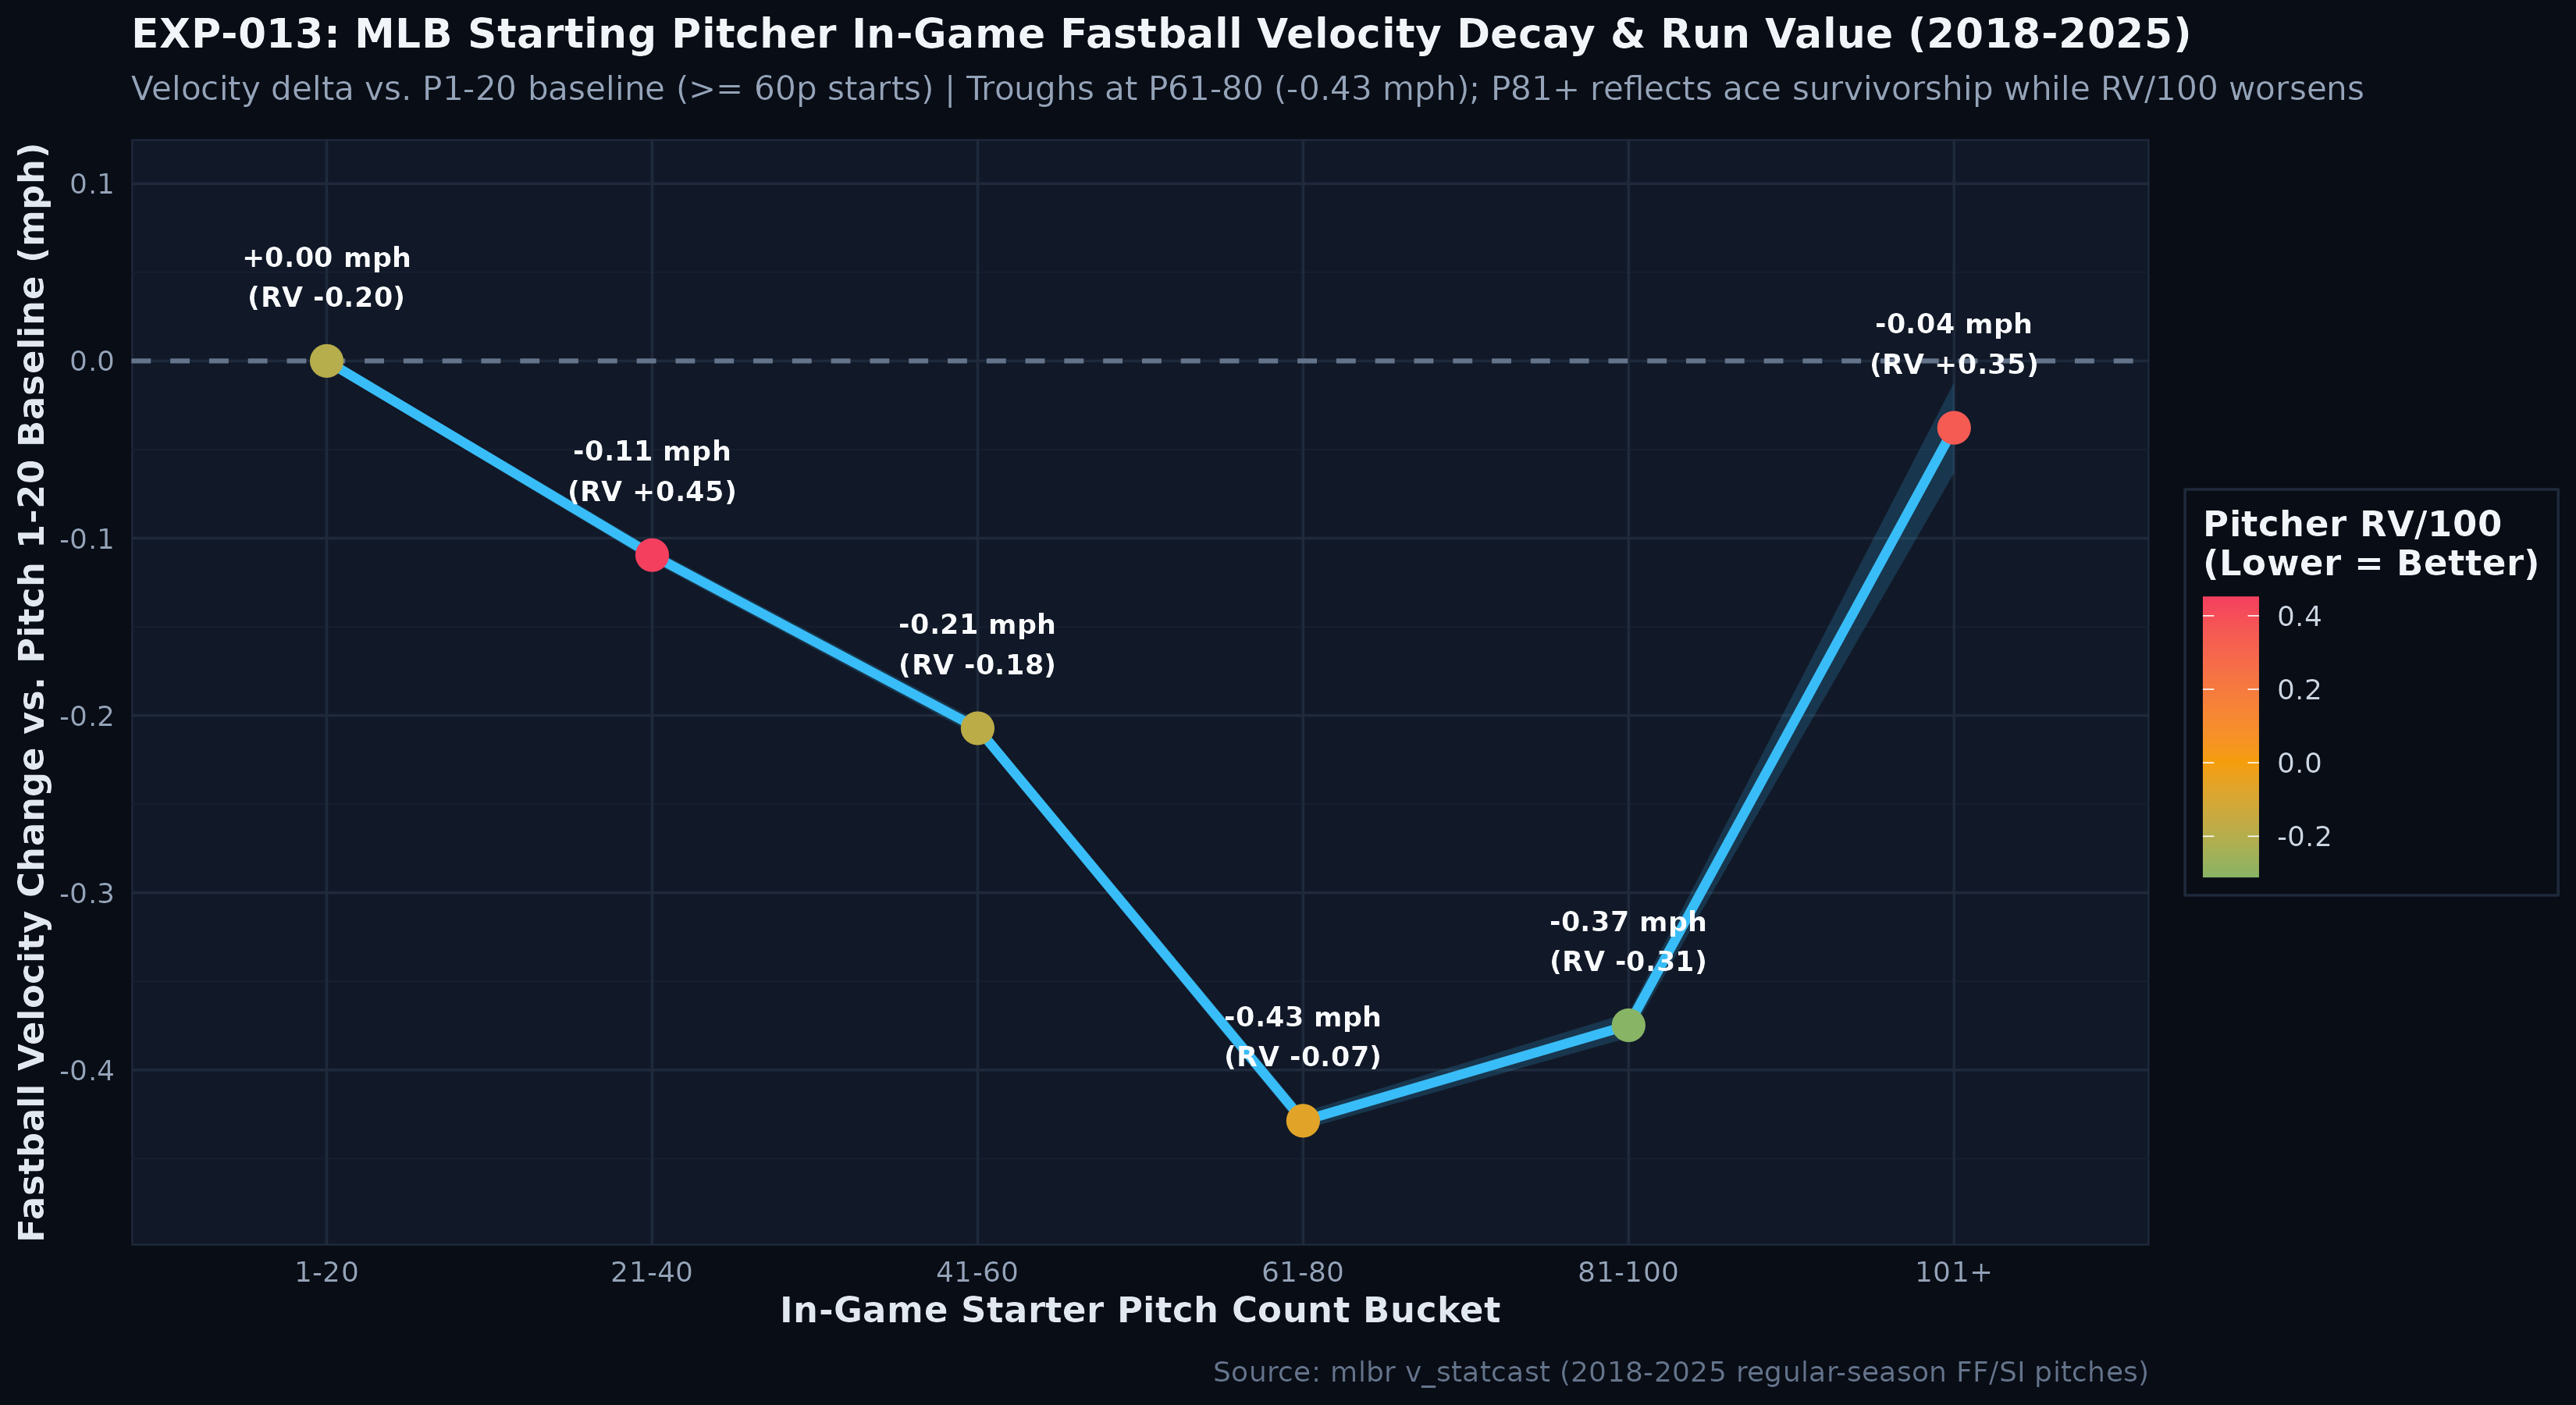 EXP-013: MLB Starting Pitcher In-Game Fastball Velocity Decay & Run Value (2018-2025)
Velocity delta vs. P1-20 baseline (>= 60p starts) | Troughs at P61-80 (-0.43 mph); P81+ reflects ace survivorship while RV/100 worsens
Fastball Velocity Change vs. Pitch 1-20 Baseline (mph)
0.1
0.0
-0.1
-0.2
-0.3
-0.4
+0.00 mph
(RV -0.20)
-0.11 mph
(RV +0.45)
-0.21 mph
(RV -0.18)
-0.43 mph
(RV -0.07)
-0.37 mph
(RV -0.31)
-0.04 mph
(RV +0.35)
Pitcher RV/100
(Lower = Better)
0.4
0.2
0.0
-0.2
1-20
21-40
41-60
61-80
81-100
101+
In-Game Starter Pitch Count Bucket
Source: mlbr v_statcast (2018-2025 regular-season FF/SI pitches)